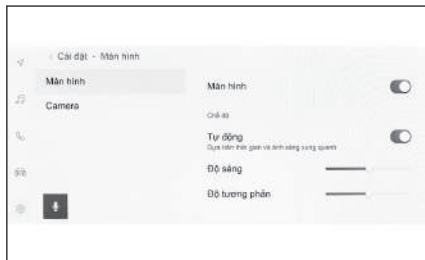 Cài đặt - Màn hình
Màn hình
Camera
Màn hình
Chế độ
Tự động
Dựa trên thời gian và ánh sáng xung quanh
Độ sáng
Độ tương phản